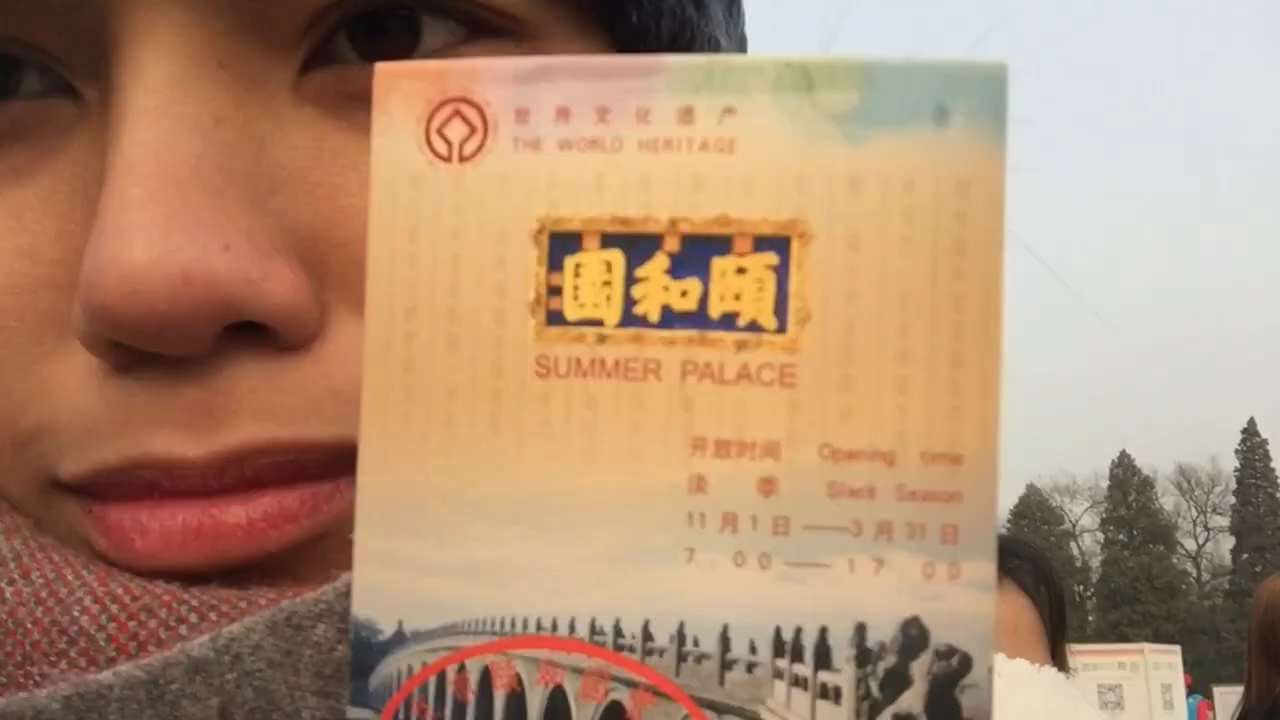 世界文化遗产
THE WORLD HERITAGE
園和頤
SUMMER PALACE
开放时间 Opening time
淡 季 Slack Season
11月1日——3月31日
7:00——17:00